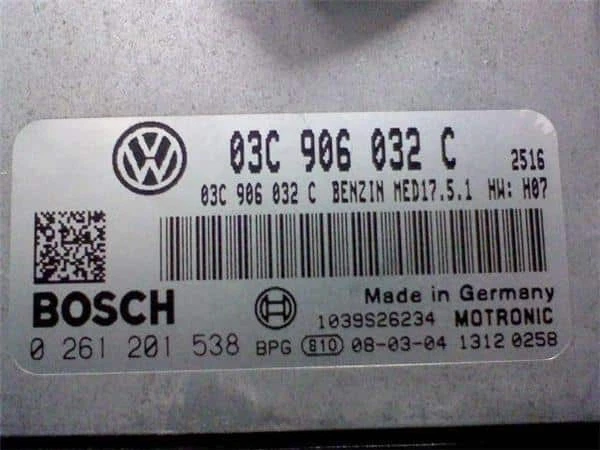 03C 906 032 C 2516
03C 906 032 C BENZIN MED17.5.1 HW: H07
BOSCH
Made in Germany
1039S26234 MOTRONIC
0 261 201 538 BPG 810 08-03-04 1312 0258